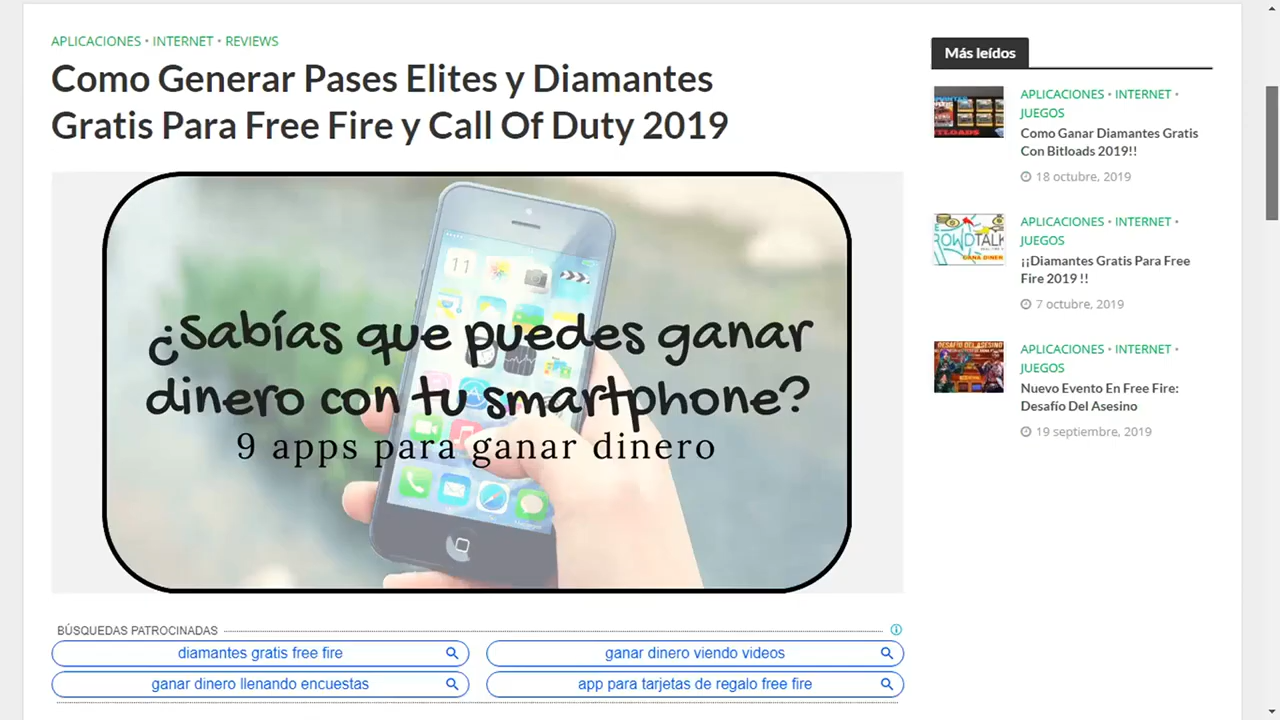 APLICACIONES • INTERNET • REVIEWS
Como Generar Pases Elites y Diamantes
Gratis Para Free Fire y Call Of Duty 2019
11
¿Sabías que puedes ganar
dinero con tu smartphone?
9 apps para ganar dinero
BÚSQUEDAS PATROCINADAS
diamantes gratis free fire
ganar dinero viendo videos
ganar dinero llenando encuestas
app para tarjetas de regalo free fire
Más leídos
APLICACIONES • INTERNET •
JUEGOS
Como Ganar Diamantes Gratis
Con Bitloads 2019!!
18 octubre, 2019
APLICACIONES • INTERNET •
JUEGOS
¡¡Diamantes Gratis Para Free
Fire 2019 !!
7 octubre, 2019
APLICACIONES • INTERNET •
JUEGOS
Nuevo Evento En Free Fire:
Desafío Del Asesino
19 septiembre, 2019